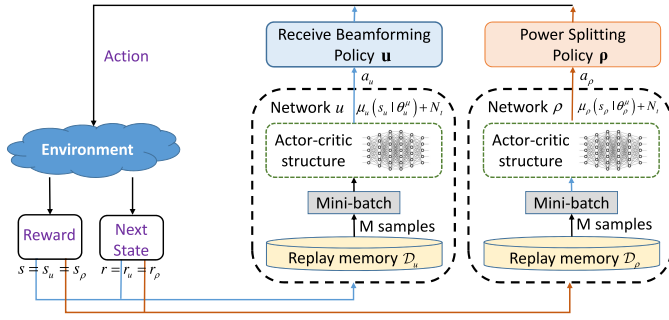 Action
Environment
Reward
Next
State
s = s_u = s_ρ
r = r_u = r_ρ
Receive Beamforming
Policy u
a_u
Network u
μ_u(s_u | θ_u^μ) + N_t
Actor-critic
structure
Mini-batch
M samples
Replay memory 𝒟_u
Power Splitting
Policy ρ
a_ρ
Network ρ
μ_ρ(s_ρ | θ_ρ^μ) + N_t
Actor-critic
structure
Mini-batch
M samples
Replay memory 𝒟_ρ